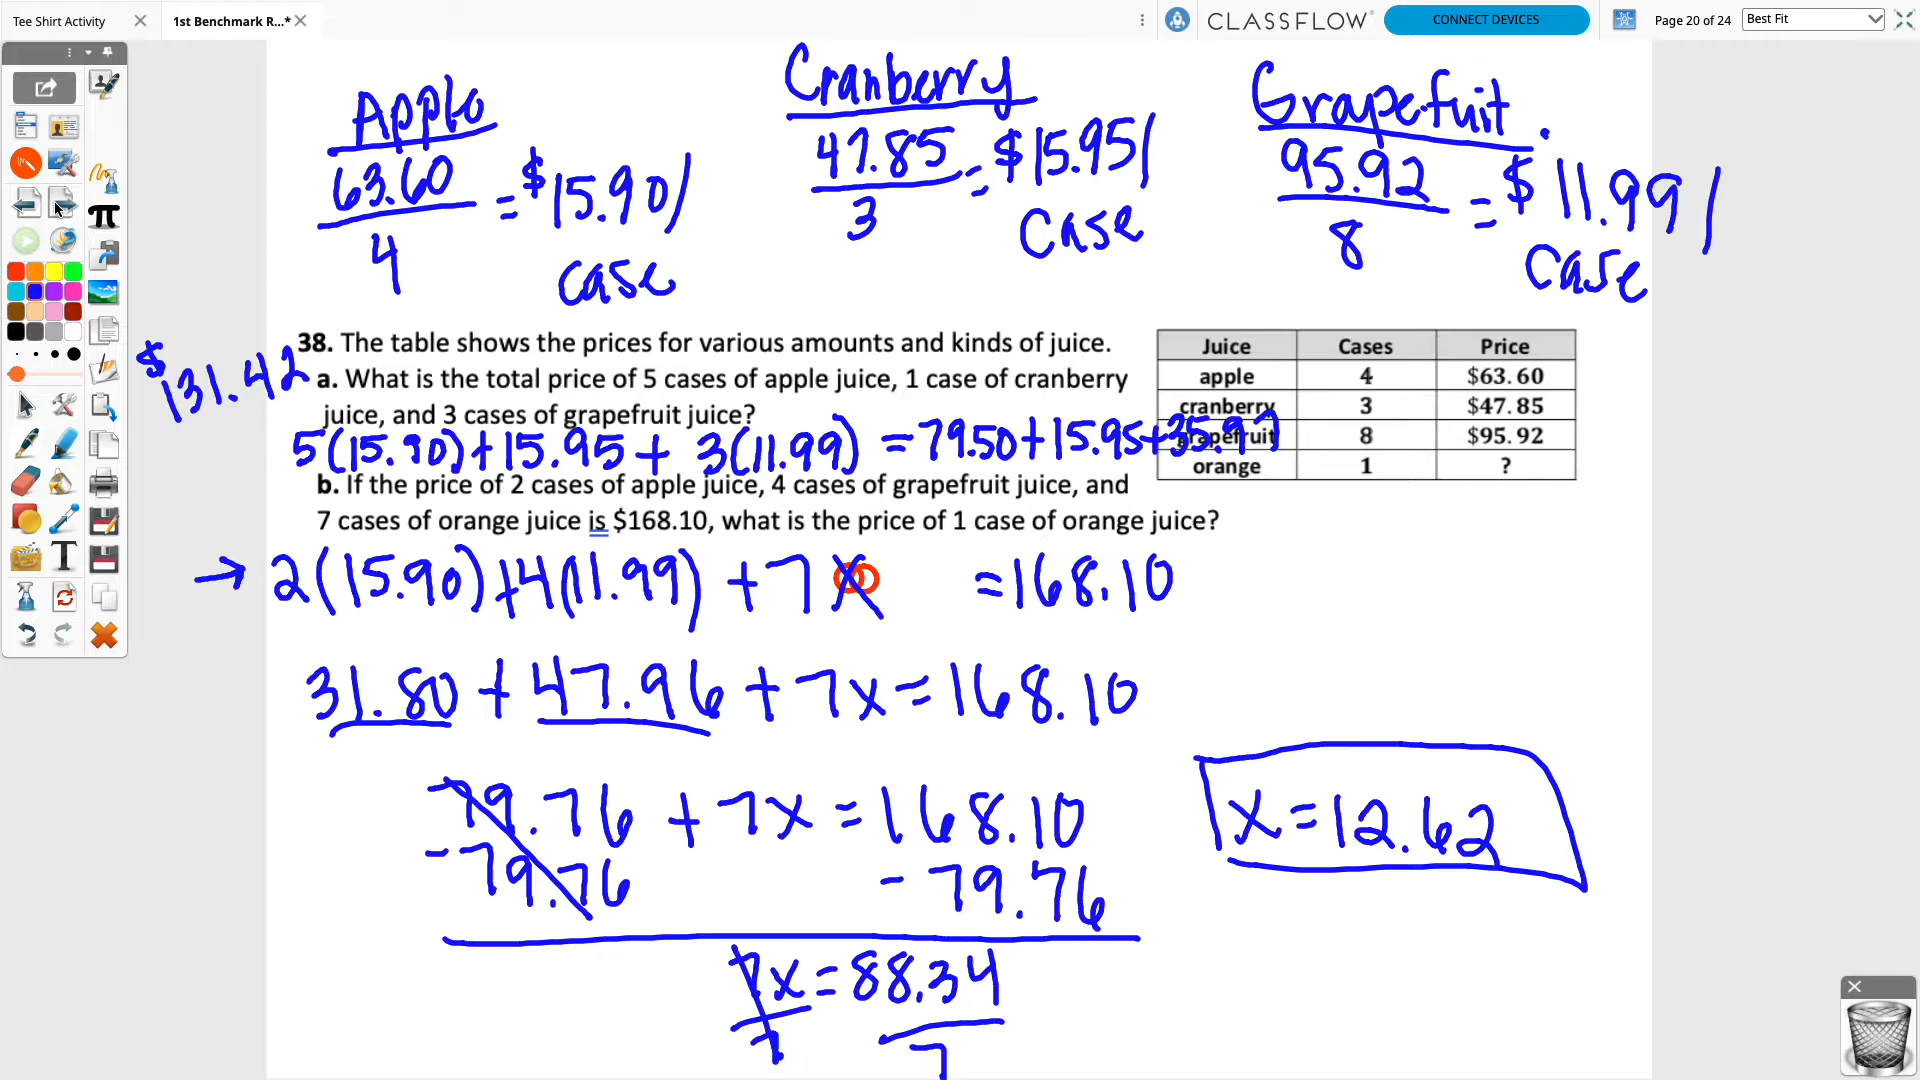 Tee Shirt Activity
1st Benchmark R...*
CLASSFLOW
CONNECT DEVICES
Page 20 of 24
Best Fit
Apple
63.60
4
= $15.90/
case
Cranberry
47.85
3
= $15.95/
case
Grapefuit.
95.92
8
= $11.99/
case
38. The table shows the prices for various amounts and kinds of juice.
a. What is the total price of 5 cases of apple juice, 1 case of cranberry
juice, and 3 cases of grapefruit juice?
$131.42
5(15.90)+15.95 + 3(11.99) = 79.50+15.95+35.97
b. If the price of 2 cases of apple juice, 4 cases of grapefruit juice, and
7 cases of orange juice is $168.10, what is the price of 1 case of orange juice?
Juice Cases Price
apple 4 $63.60
cranberry 3 $47.85
grapefruit 8 $95.92
orange 1 ?
→ 2(15.90)+4(11.99) + 7x = 168.10
31.80 + 47.96 + 7x = 168.10
79.76 + 7x = 168.10
-79.76 - 79.76
7x = 88.34
7 7
x = 12.62
π
T